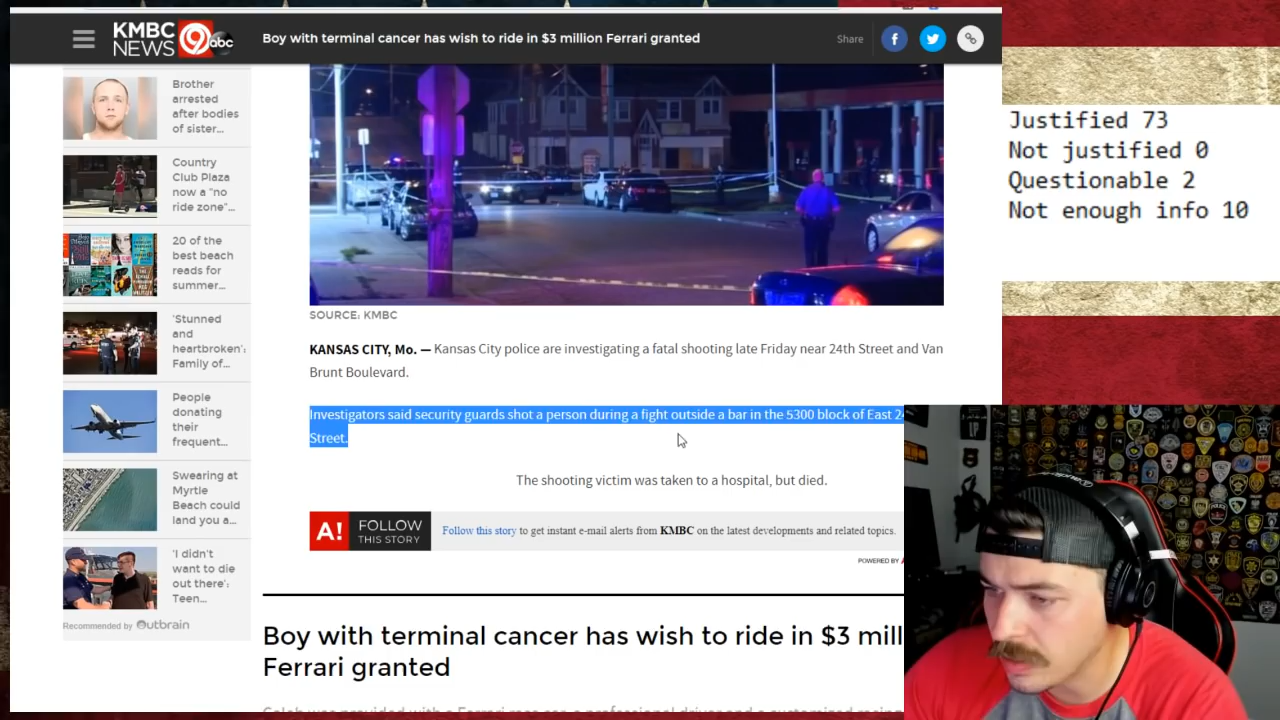 KMBC
NEWS 9 abc
Boy with terminal cancer has wish to ride in $3 million Ferrari granted
Share
Brother
arrested
after bodies
of sister...
Country
Club Plaza
now a "no
ride zone"...
20 of the
best beach
reads for
summer...
'Stunned
and
heartbroken':
Family of...
People
donating
their
frequent...
Swearing at
Myrtle
Beach could
land you a...
'I didn't
want to die
out there':
Teen...
Recommended by Outbrain
SOURCE: KMBC
KANSAS CITY, Mo. — Kansas City police are investigating a fatal shooting late Friday near 24th Street and Van
Brunt Boulevard.
Investigators said security guards shot a person during a fight outside a bar in the 5300 block of East
Street.
The shooting victim was taken to a hospital, but died.
A! FOLLOW
THIS STORY
Follow this story to get instant e-mail alerts from KMBC on the latest developments and related topics.
POWERED BY
Boy with terminal cancer has wish to ride in $3 mill
Ferrari granted
Justified 73
Not justified 0
Questionable 2
Not enough info 10